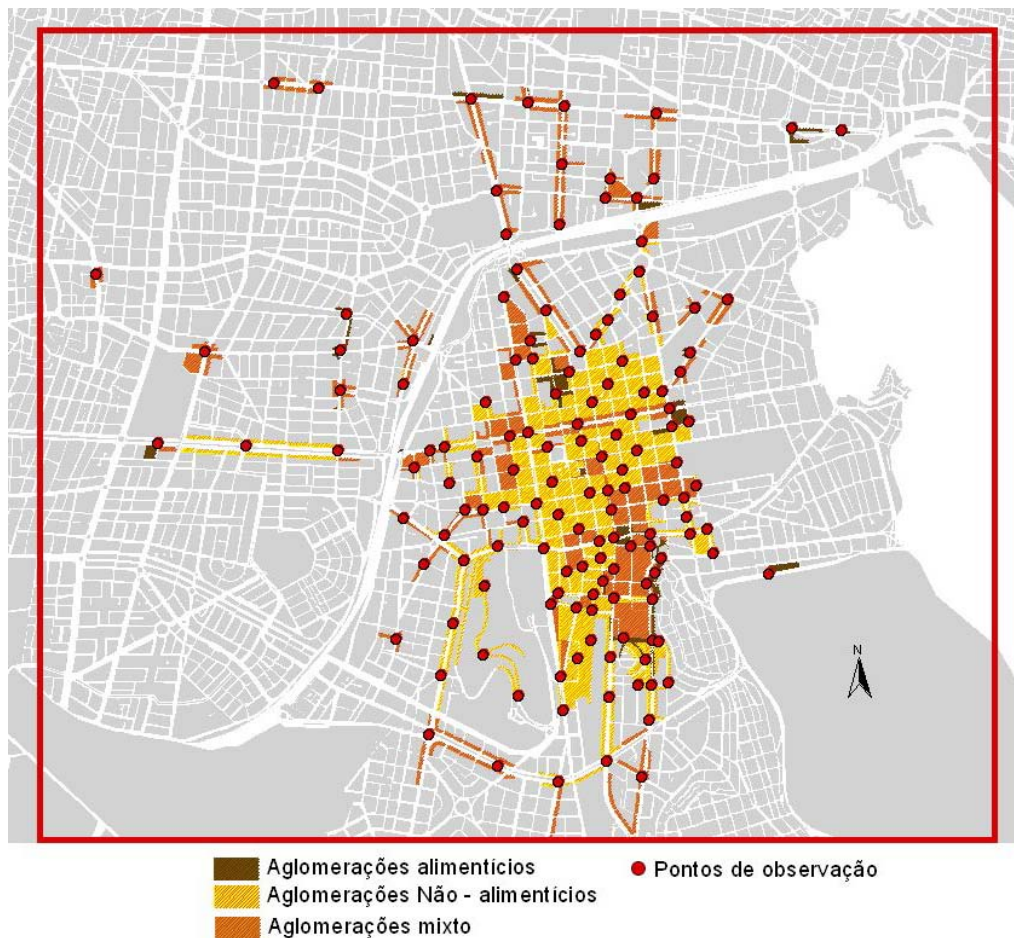 N
Aglomerações alimentícios
Pontos de observação
Aglomerações Não - alimentícios
Aglomerações mixto